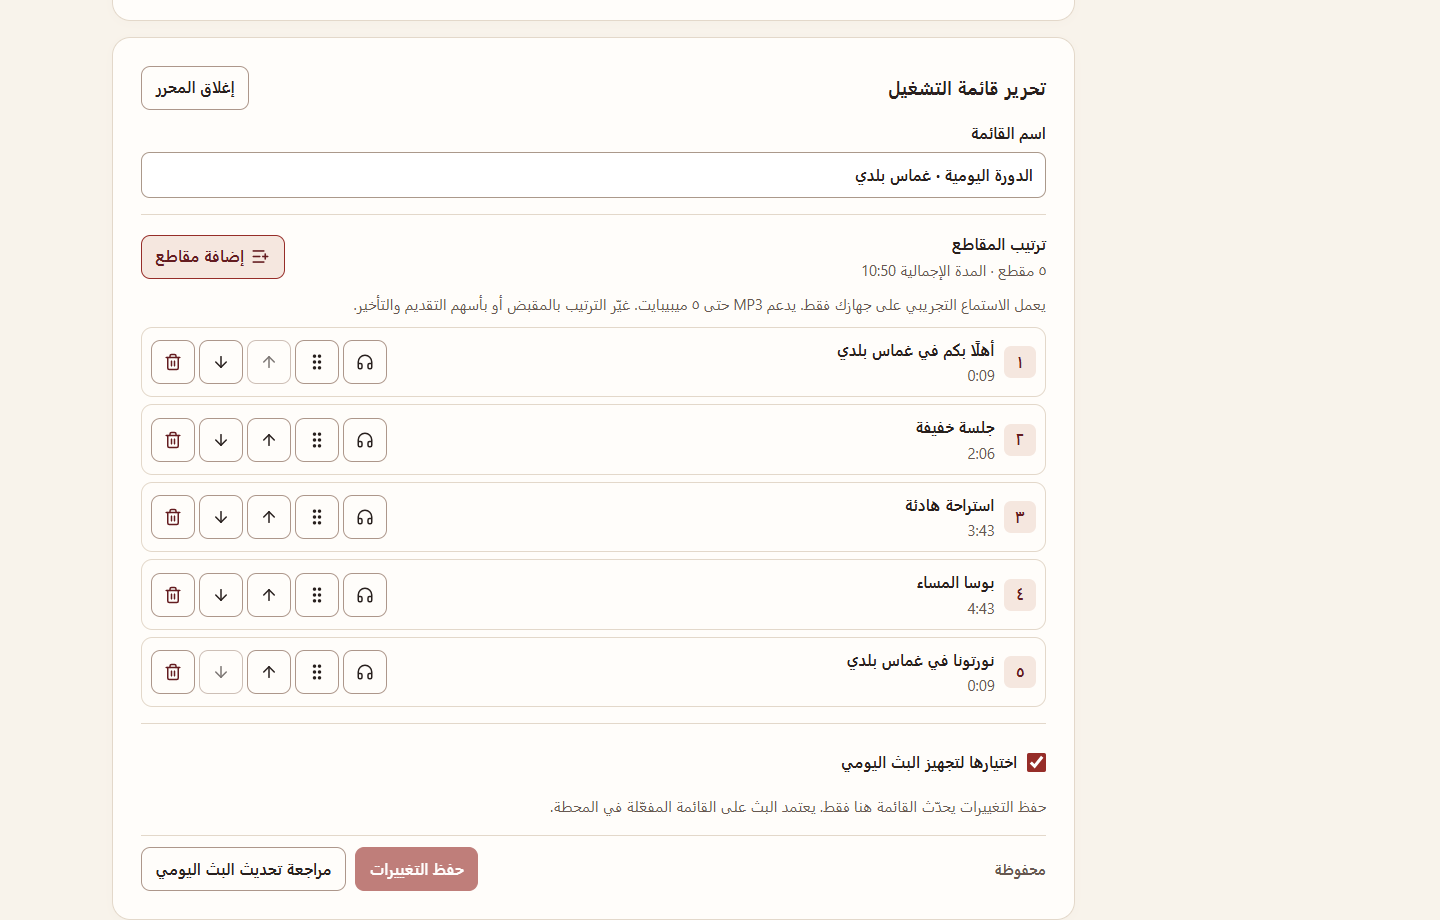 تحرير قائمة التشغيل
إغلاق المحرر
اسم القائمة
الدورة اليومية · غماس بلدي
ترتيب المقاطع
إضافة مقاطع
٥ مقطع · المدة الإجمالية 10:50
يعمل الاستماع التجريبي على جهازك فقط. يدعم MP3 حتى ٥ ميبيبايت. غيّر الترتيب بالمقبض أو بأسهم التقديم والتأخير.
١
أهلًا بكم في غماس بلدي
0:09
٢
جلسة خفيفة
2:06
٣
استراحة هادئة
3:43
٤
بوسا المساء
4:43
٥
نورتونا في غماس بلدي
0:09
اختيارها لتجهيز البث اليومي
حفظ التغييرات يحدّث القائمة هنا فقط. يعتمد البث على القائمة المفعّلة في المحطة.
محفوظة
حفظ التغييرات
مراجعة تحديث البث اليومي